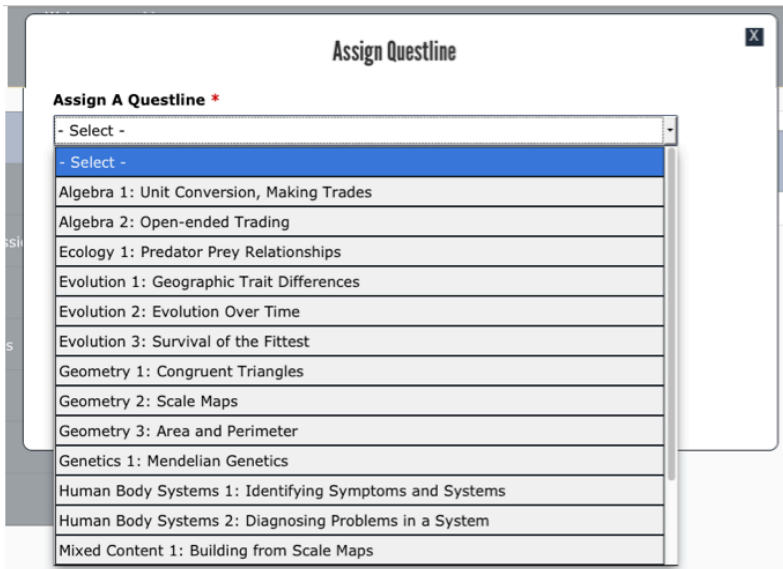 Assign Questline
X
Assign A Questline *
- Select -
- Select -
Algebra 1: Unit Conversion, Making Trades
Algebra 2: Open-ended Trading
Ecology 1: Predator Prey Relationships
Evolution 1: Geographic Trait Differences
Evolution 2: Evolution Over Time
Evolution 3: Survival of the Fittest
Geometry 1: Congruent Triangles
Geometry 2: Scale Maps
Geometry 3: Area and Perimeter
Genetics 1: Mendelian Genetics
Human Body Systems 1: Identifying Symptoms and Systems
Human Body Systems 2: Diagnosing Problems in a System
Mixed Content 1: Building from Scale Maps